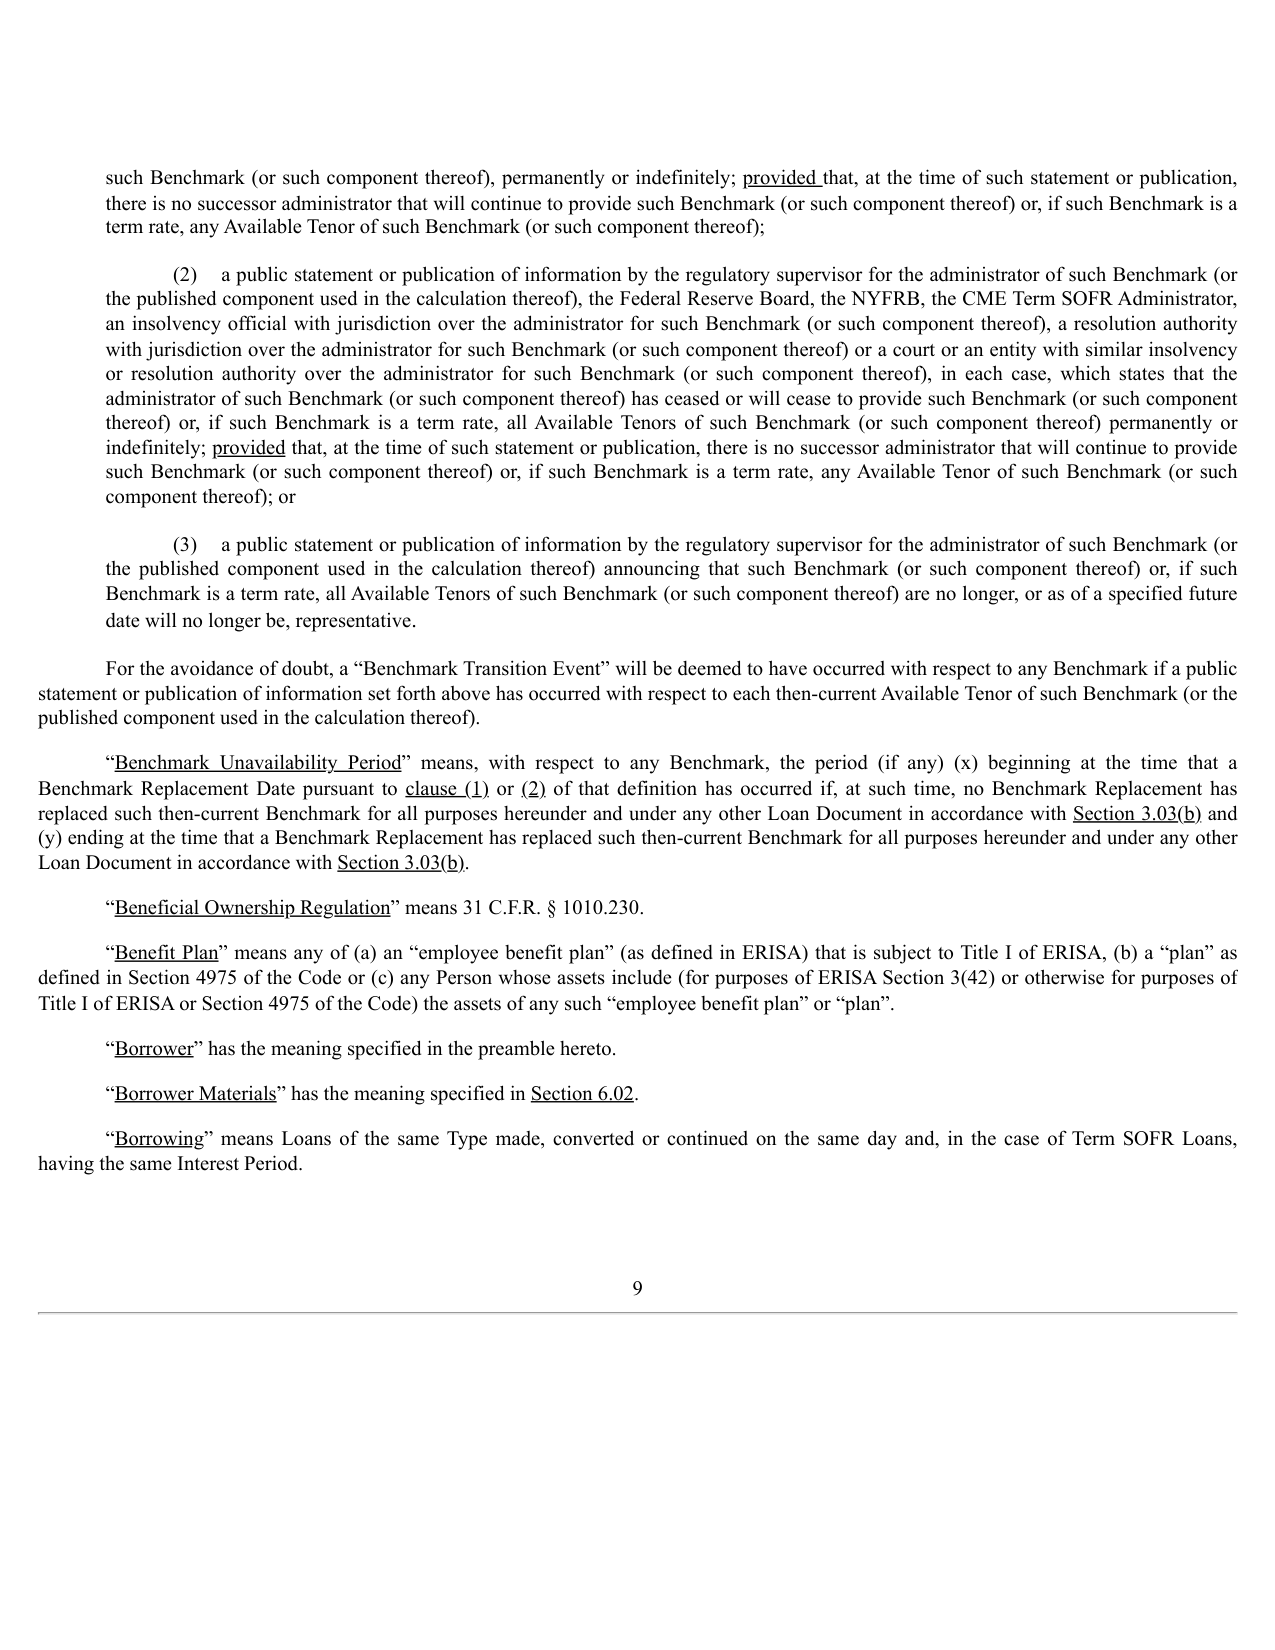 such Benchmark (or such component thereof), permanently or indefinitely; provided that, at the time of such statement or publication,
there is no successor administrator that will continue to provide such Benchmark (or such component thereof) or, if such Benchmark is a
term rate, any Available Tenor of such Benchmark (or such component thereof);
(2) a public statement or publication of information by the regulatory supervisor for the administrator of such Benchmark (or
the published component used in the calculation thereof), the Federal Reserve Board, the NYFRB, the CME Term SOFR Administrator,
an insolvency official with jurisdiction over the administrator for such Benchmark (or such component thereof), a resolution authority
with jurisdiction over the administrator for such Benchmark (or such component thereof) or a court or an entity with similar insolvency
or resolution authority over the administrator for such Benchmark (or such component thereof), in each case, which states that the
administrator of such Benchmark (or such component thereof) has ceased or will cease to provide such Benchmark (or such component
thereof) or, if such Benchmark is a term rate, all Available Tenors of such Benchmark (or such component thereof) permanently or
indefinitely; provided that, at the time of such statement or publication, there is no successor administrator that will continue to provide
such Benchmark (or such component thereof) or, if such Benchmark is a term rate, any Available Tenor of such Benchmark (or such
component thereof); or
(3) a public statement or publication of information by the regulatory supervisor for the administrator of such Benchmark (or
the published component used in the calculation thereof) announcing that such Benchmark (or such component thereof) or, if such
Benchmark is a term rate, all Available Tenors of such Benchmark (or such component thereof) are no longer, or as of a specified future
date will no longer be, representative.
For the avoidance of doubt, a “Benchmark Transition Event” will be deemed to have occurred with respect to any Benchmark if a public
statement or publication of information set forth above has occurred with respect to each then-current Available Tenor of such Benchmark (or the
published component used in the calculation thereof).
“Benchmark Unavailability Period” means, with respect to any Benchmark, the period (if any) (x) beginning at the time that a
Benchmark Replacement Date pursuant to clause (1) or (2) of that definition has occurred if, at such time, no Benchmark Replacement has
replaced such then-current Benchmark for all purposes hereunder and under any other Loan Document in accordance with Section 3.03(b) and
(y) ending at the time that a Benchmark Replacement has replaced such then-current Benchmark for all purposes hereunder and under any other
Loan Document in accordance with Section 3.03(b).
“Beneficial Ownership Regulation” means 31 C.F.R. § 1010.230.
“Benefit Plan” means any of (a) an “employee benefit plan” (as defined in ERISA) that is subject to Title I of ERISA, (b) a “plan” as
defined in Section 4975 of the Code or (c) any Person whose assets include (for purposes of ERISA Section 3(42) or otherwise for purposes of
Title I of ERISA or Section 4975 of the Code) the assets of any such “employee benefit plan” or “plan”.
“Borrower” has the meaning specified in the preamble hereto.
“Borrower Materials” has the meaning specified in Section 6.02.
“Borrowing” means Loans of the same Type made, converted or continued on the same day and, in the case of Term SOFR Loans,
having the same Interest Period.
9